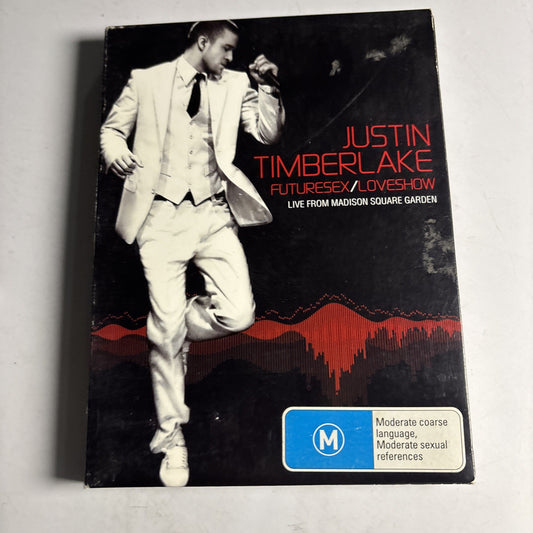 JUSTIN
TIMBERLAKE
FUTURESEX/LOVESHOW
LIVE FROM MADISON SQUARE GARDEN
M
Moderate coarse
language,
Moderate sexual
references